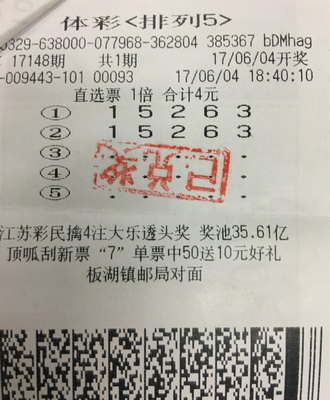 体彩<排列5>
0329-638000-077968-362804 385367 bDMhag
17148期 共1期 17/06/04开奖
-009443-101 00093 17/06/04 18:40:10
直选票 1倍 合计4元
① 1 5 2 6 3
② 1 5 2 6 3
③ - - - - -
④ - - - - -
⑤ - - - - -
已兑奖
江苏彩民擒4注大乐透头奖 奖池35.61亿
顶呱刮新票“7”单票中50送10元好礼
板湖镇邮局对面